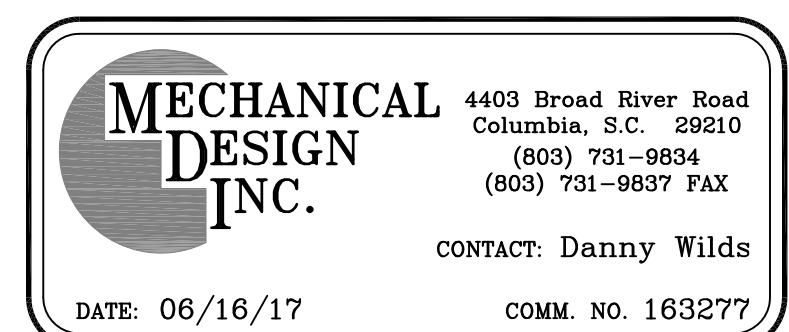 MECHANICAL
DESIGN
INC.
4403 Broad River Road
Columbia, S.C. 29210
(803) 731-9834
(803) 731-9837 FAX
CONTACT: Danny Wilds
DATE: 06/16/17
COMM. NO. 163277